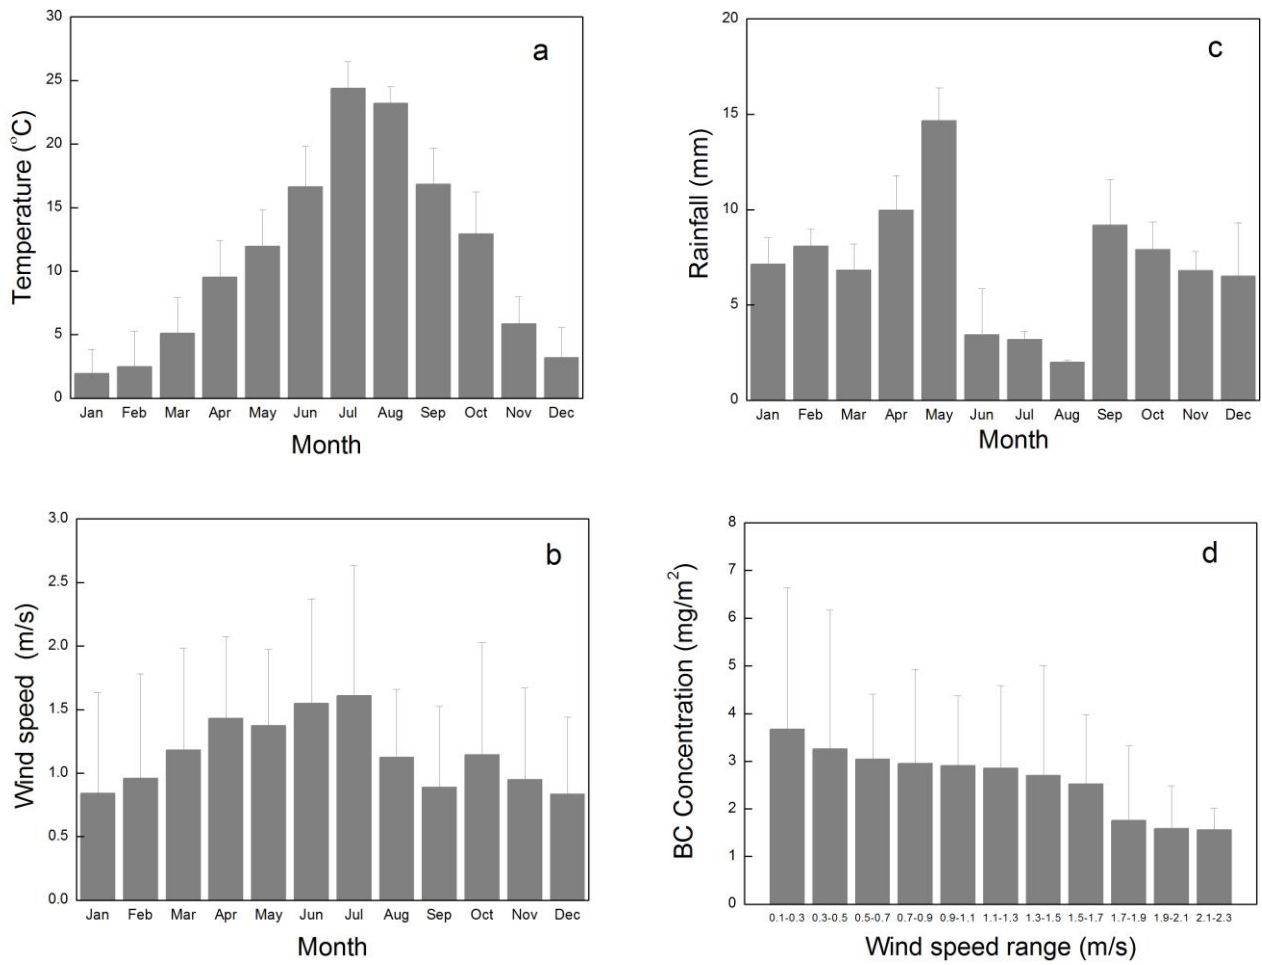 30
25
20
15
10
5
0
Temperature (°C)
a
Jan Feb Mar Apr May Jun Jul Aug Sep Oct Nov Dec
Month
20
15
10
5
0
Rainfall (mm)
c
Jan Feb Mar Apr May Jun Jul Aug Sep Oct Nov Dec
Month
3.0
2.5
2.0
1.5
1.0
0.5
0.0
Wind speed (m/s)
b
Jan Feb Mar Apr May Jun Jul Aug Sep Oct Nov Dec
Month
8
7
6
5
4
3
2
1
0
BC Concentration (mg/m²)
d
0.1-0.3 0.3-0.5 0.5-0.7 0.7-0.9 0.9-1.1 1.1-1.3 1.3-1.5 1.5-1.7 1.7-1.9 1.9-2.1 2.1-2.3
Wind speed range (m/s)